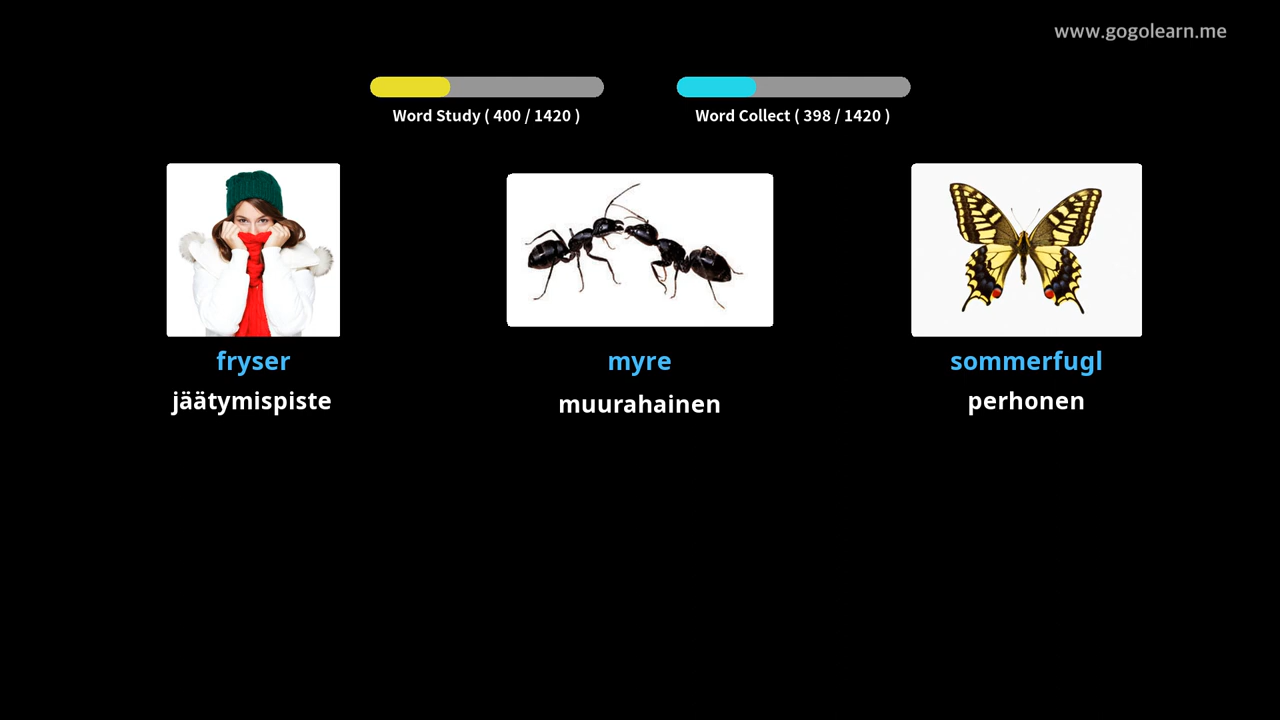 www.gogolearn.me
Word Study ( 400 / 1420 )
Word Collect ( 398 / 1420 )
fryser
jäätymispiste
myre
muurahainen
sommerfugl
perhonen